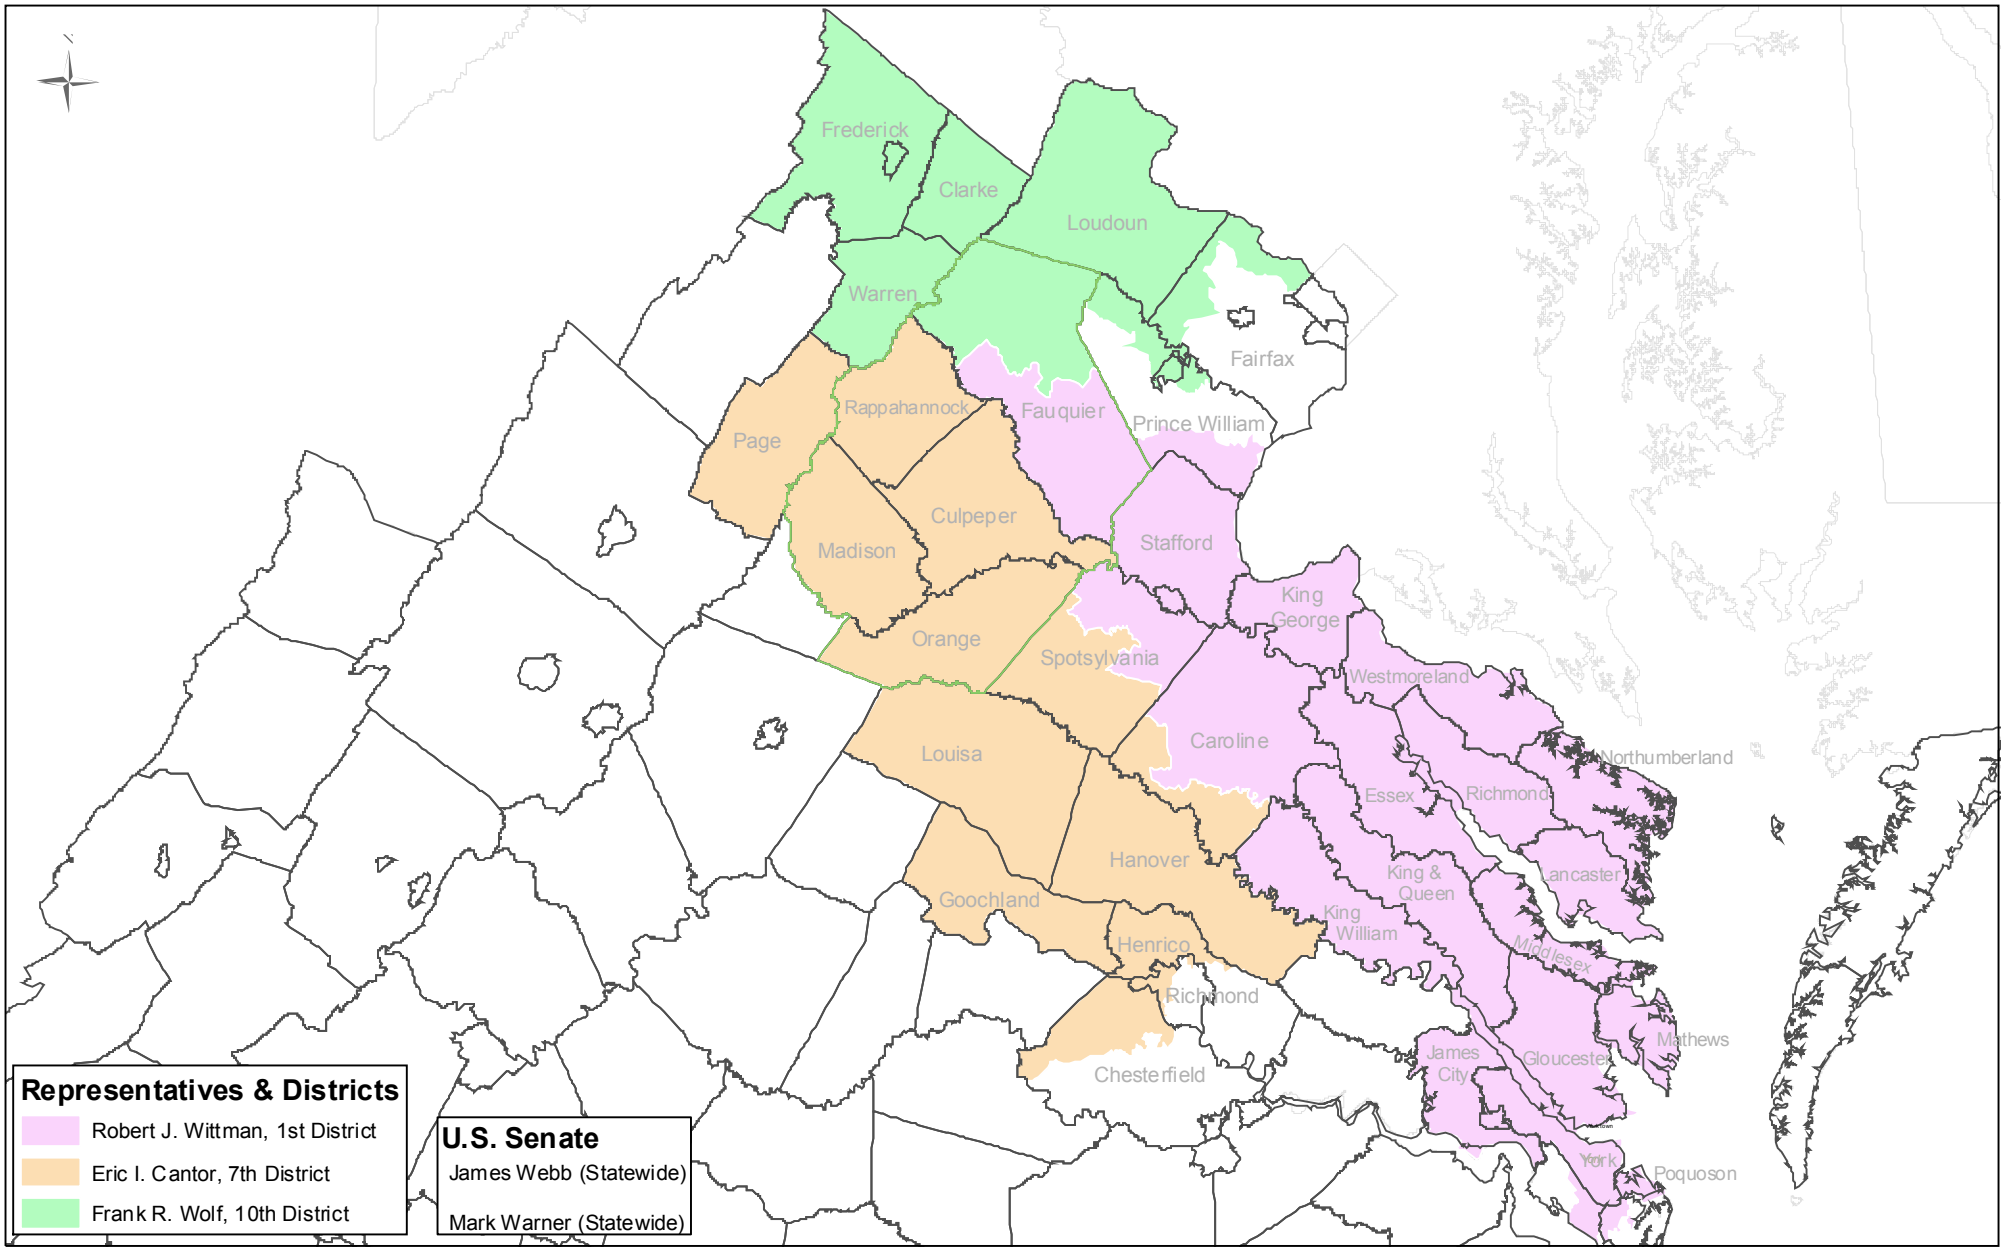 N
Frederick
Clarke
Loudoun
Warren
Fairfax
Rappahannock
Fauquier
Prince William
Page
Culpeper
Madison
Stafford
King
George
Orange
Spotsylvania
Westmoreland
Louisa
Caroline
Northumberland
Essex
Richmond
Hanover
King &
Queen
Lancaster
Goochland
King
William
Henrico
Middlesex
Richmond
Mathews
James
City
Gloucester
Chesterfield
York
Poquoson
Representatives & Districts
Robert J. Wittman, 1st District
Eric I. Cantor, 7th District
Frank R. Wolf, 10th District
U.S. Senate
James Webb (Statewide)
Mark Warner (Statewide)